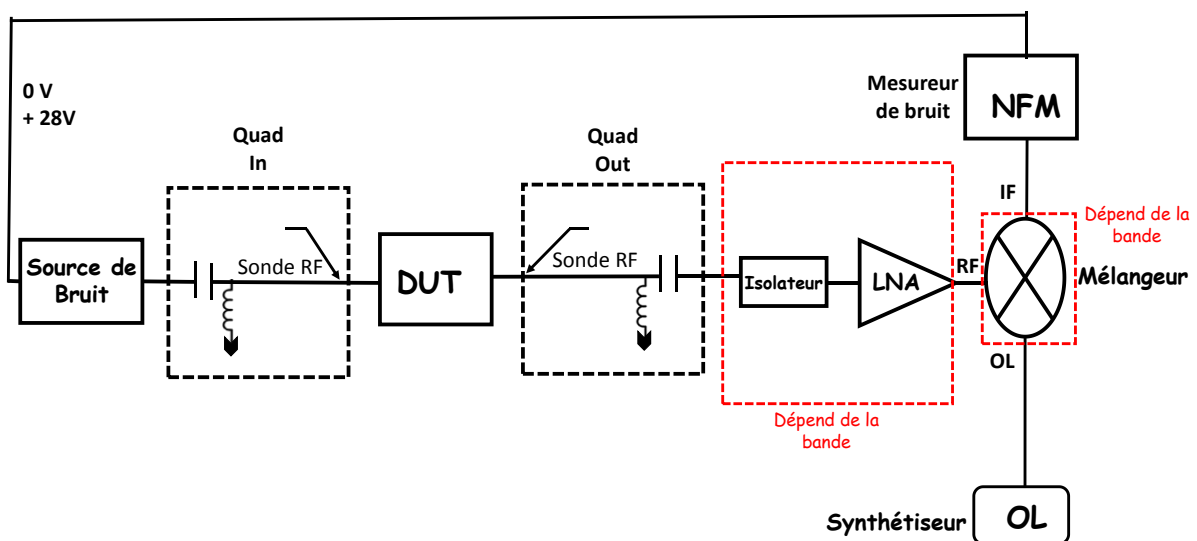 0 V
+ 28V
Mesureur
de bruit
NFM
Quad
In
Quad
Out
IF
Dépend de la
bande
Source de
Bruit
Sonde RF
DUT
Sonde RF
Isolateur
LNA
RF
Mélangeur
OL
Dépend de la
bande
Synthétiseur
OL